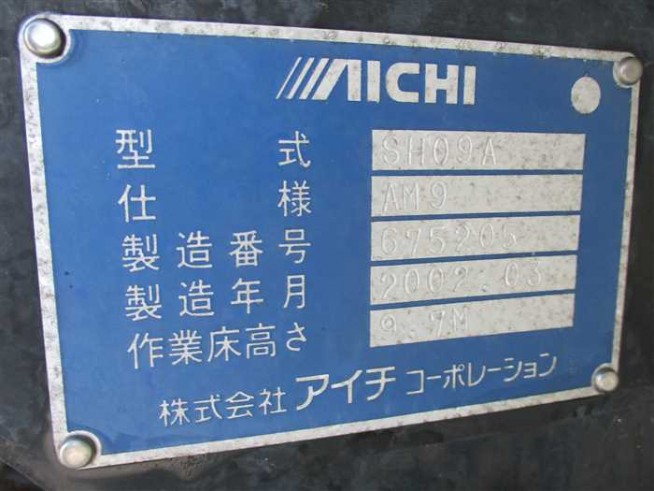 AICHI
型式 SH09A
仕様 AM9
製造番号 675205
製造年月 2002.03
作業床高さ 9.7M
株式会社 アイチ コーポレーション